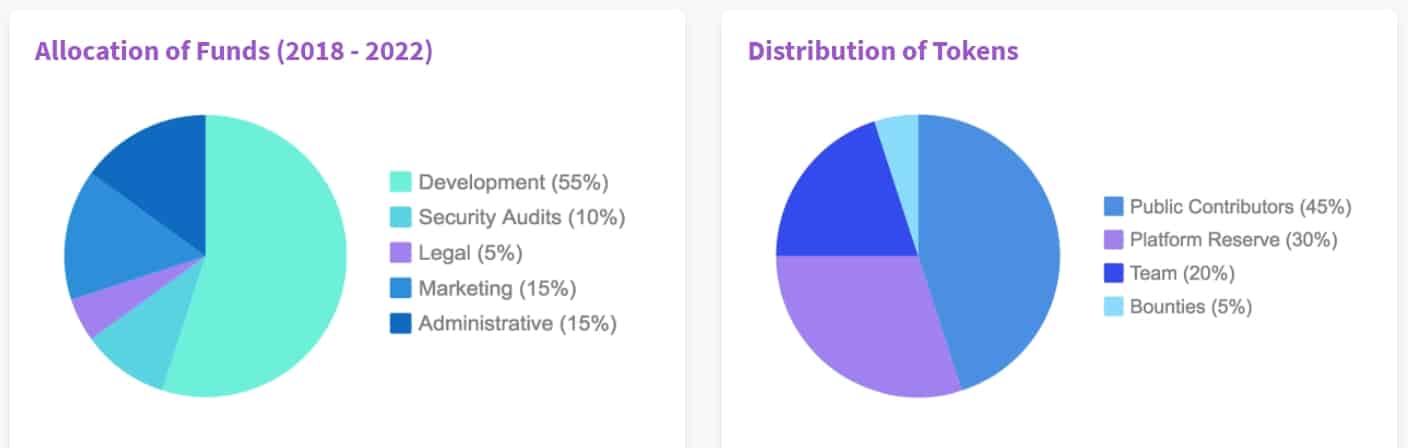 Allocation of Funds (2018 - 2022)
Development (55%)
Security Audits (10%)
Legal (5%)
Marketing (15%)
Administrative (15%)
Distribution of Tokens
Public Contributors (45%)
Platform Reserve (30%)
Team (20%)
Bounties (5%)